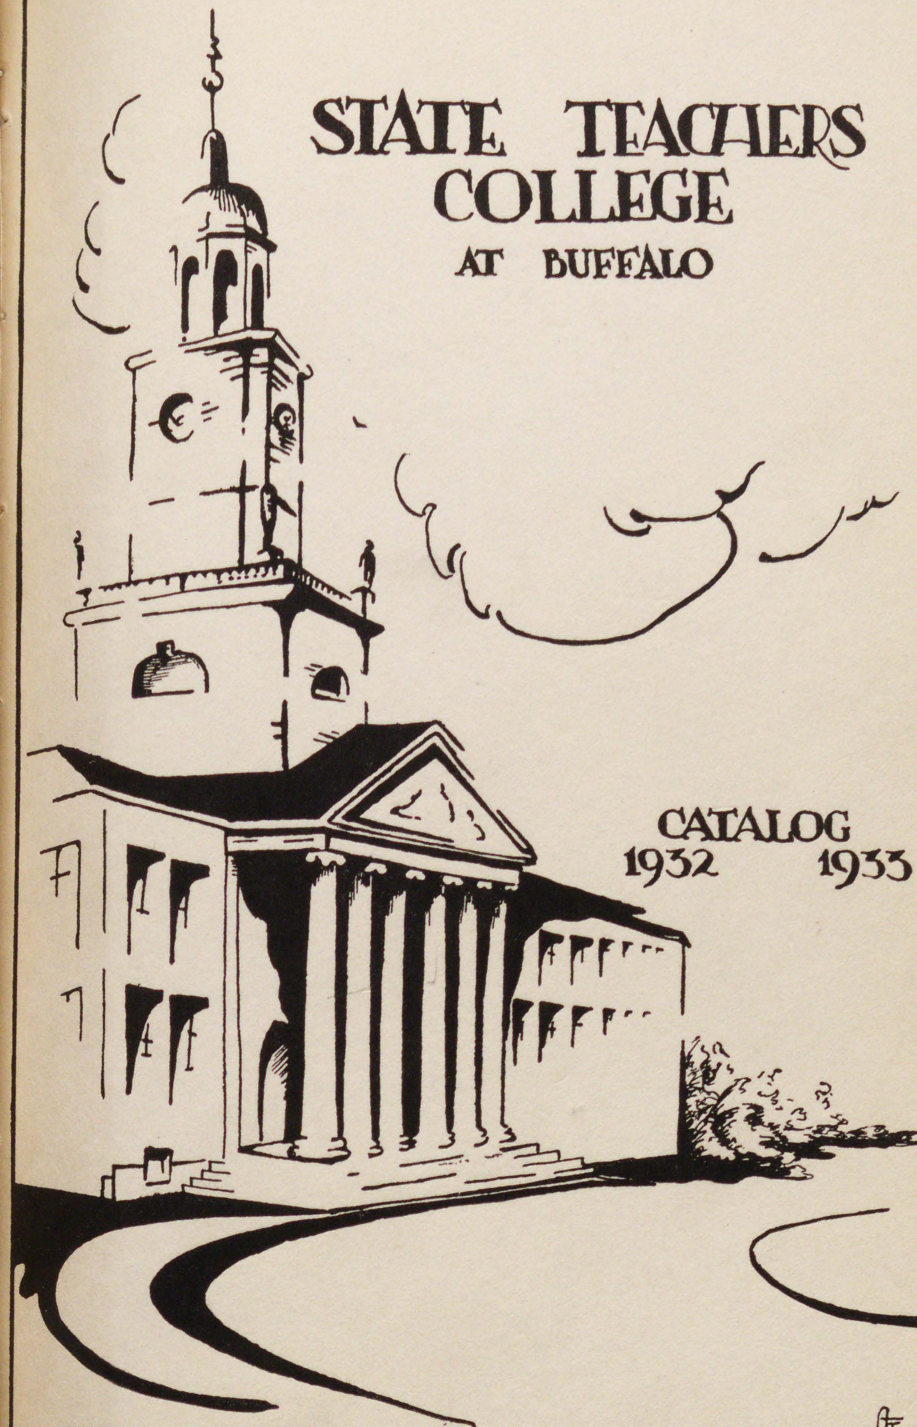 STATE TEACHERS
COLLEGE
AT BUFFALO
CATALOG
1932 1933